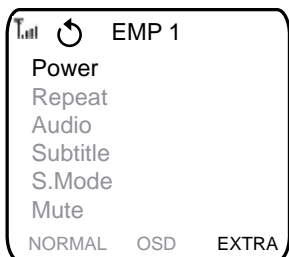 EMP 1
Power
Repeat
Audio
Subtitle
S.Mode
Mute
NORMAL OSD EXTRA